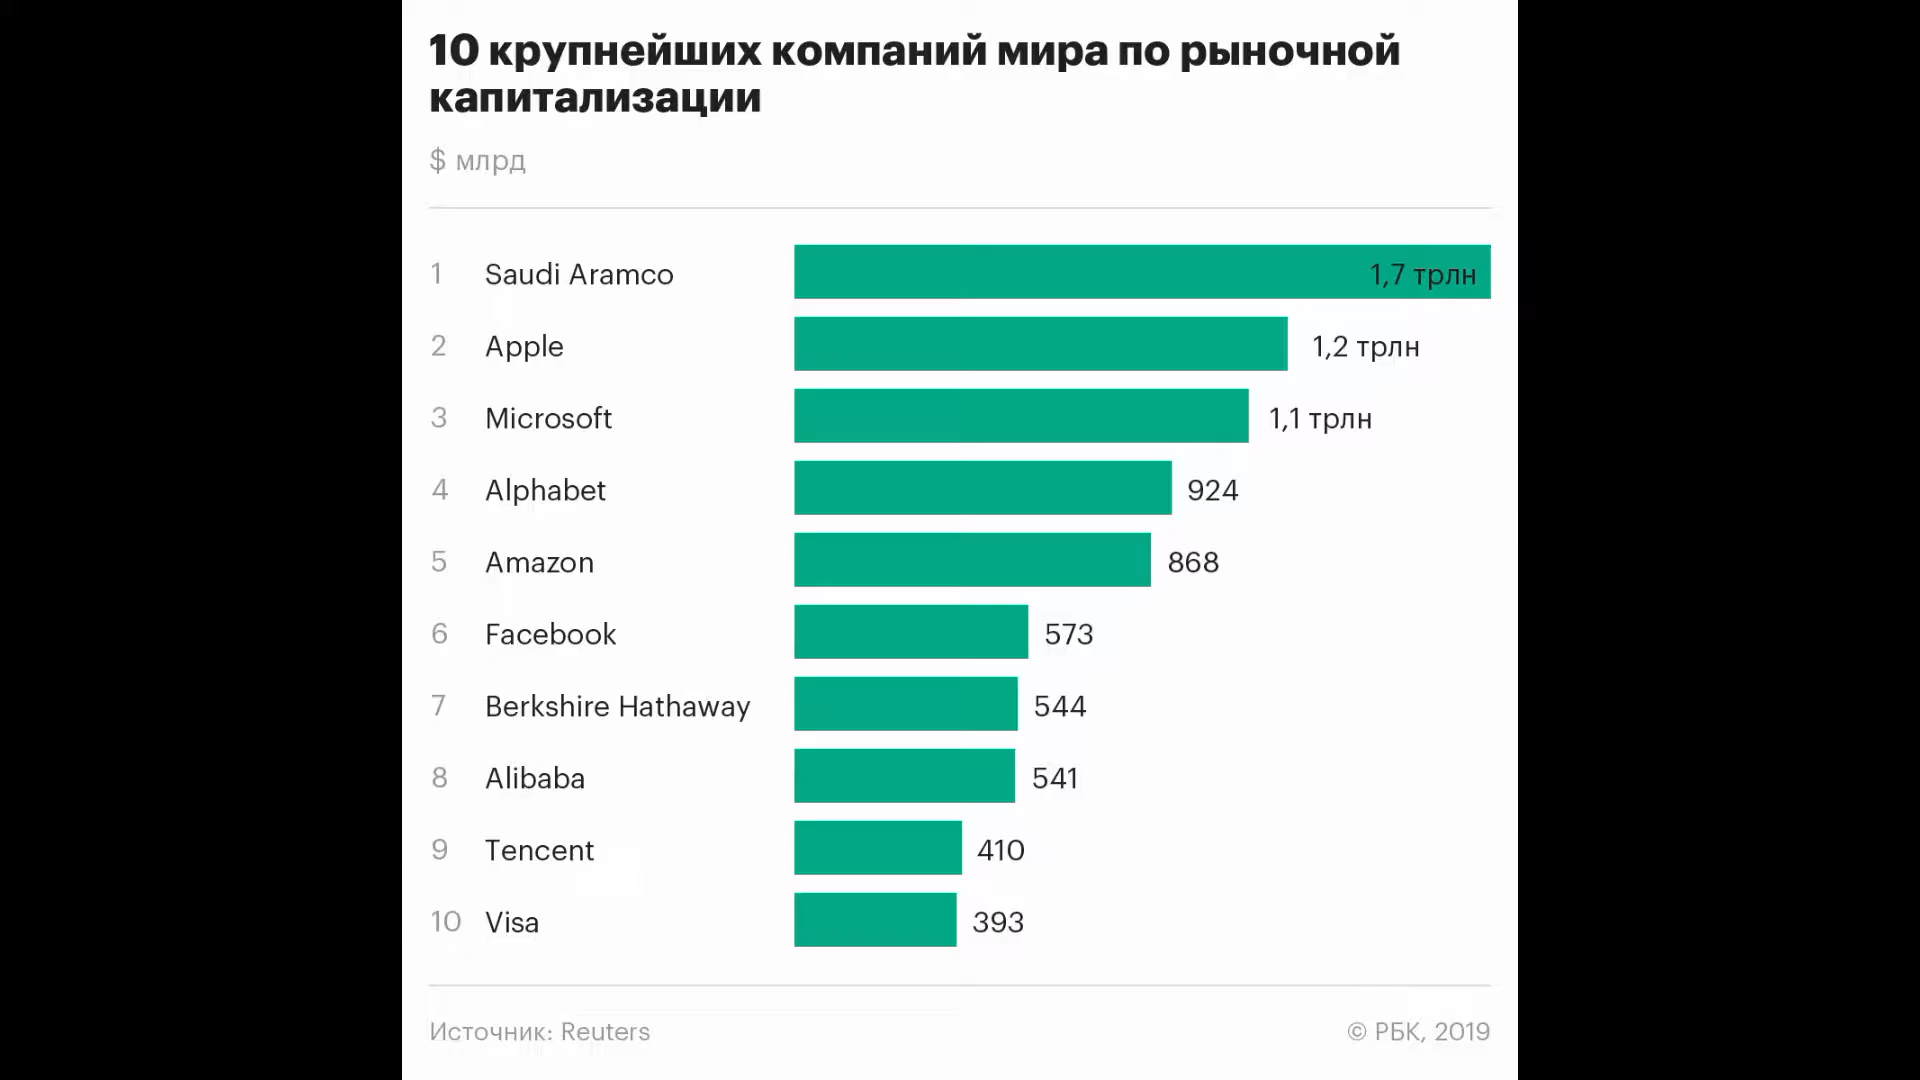 10 крупнейших компаний мира по рыночной
капитализации
$ млрд
1 Saudi Aramco 1,7 трлн
2 Apple 1,2 трлн
3 Microsoft 1,1 трлн
4 Alphabet 924
5 Amazon 868
6 Facebook 573
7 Berkshire Hathaway 544
8 Alibaba 541
9 Tencent 410
10 Visa 393
Источник: Reuters © РБК, 2019